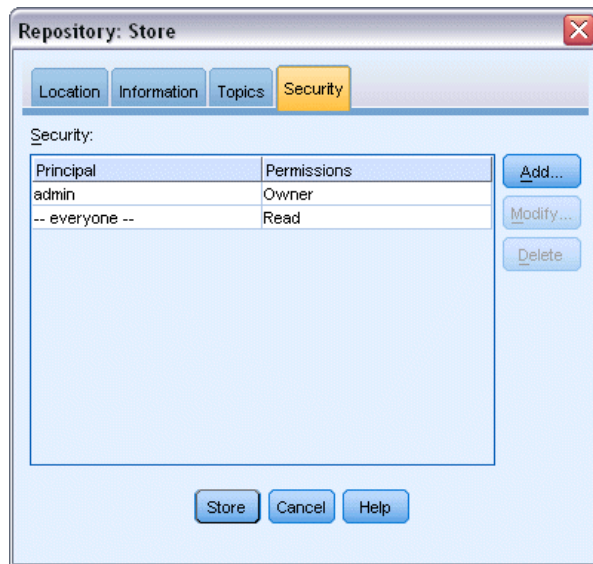 Repository: Store
Location Information Topics Security
Security:
Principal Permissions
admin Owner
-- everyone -- Read
Add...
Modify...
Delete
Store Cancel Help